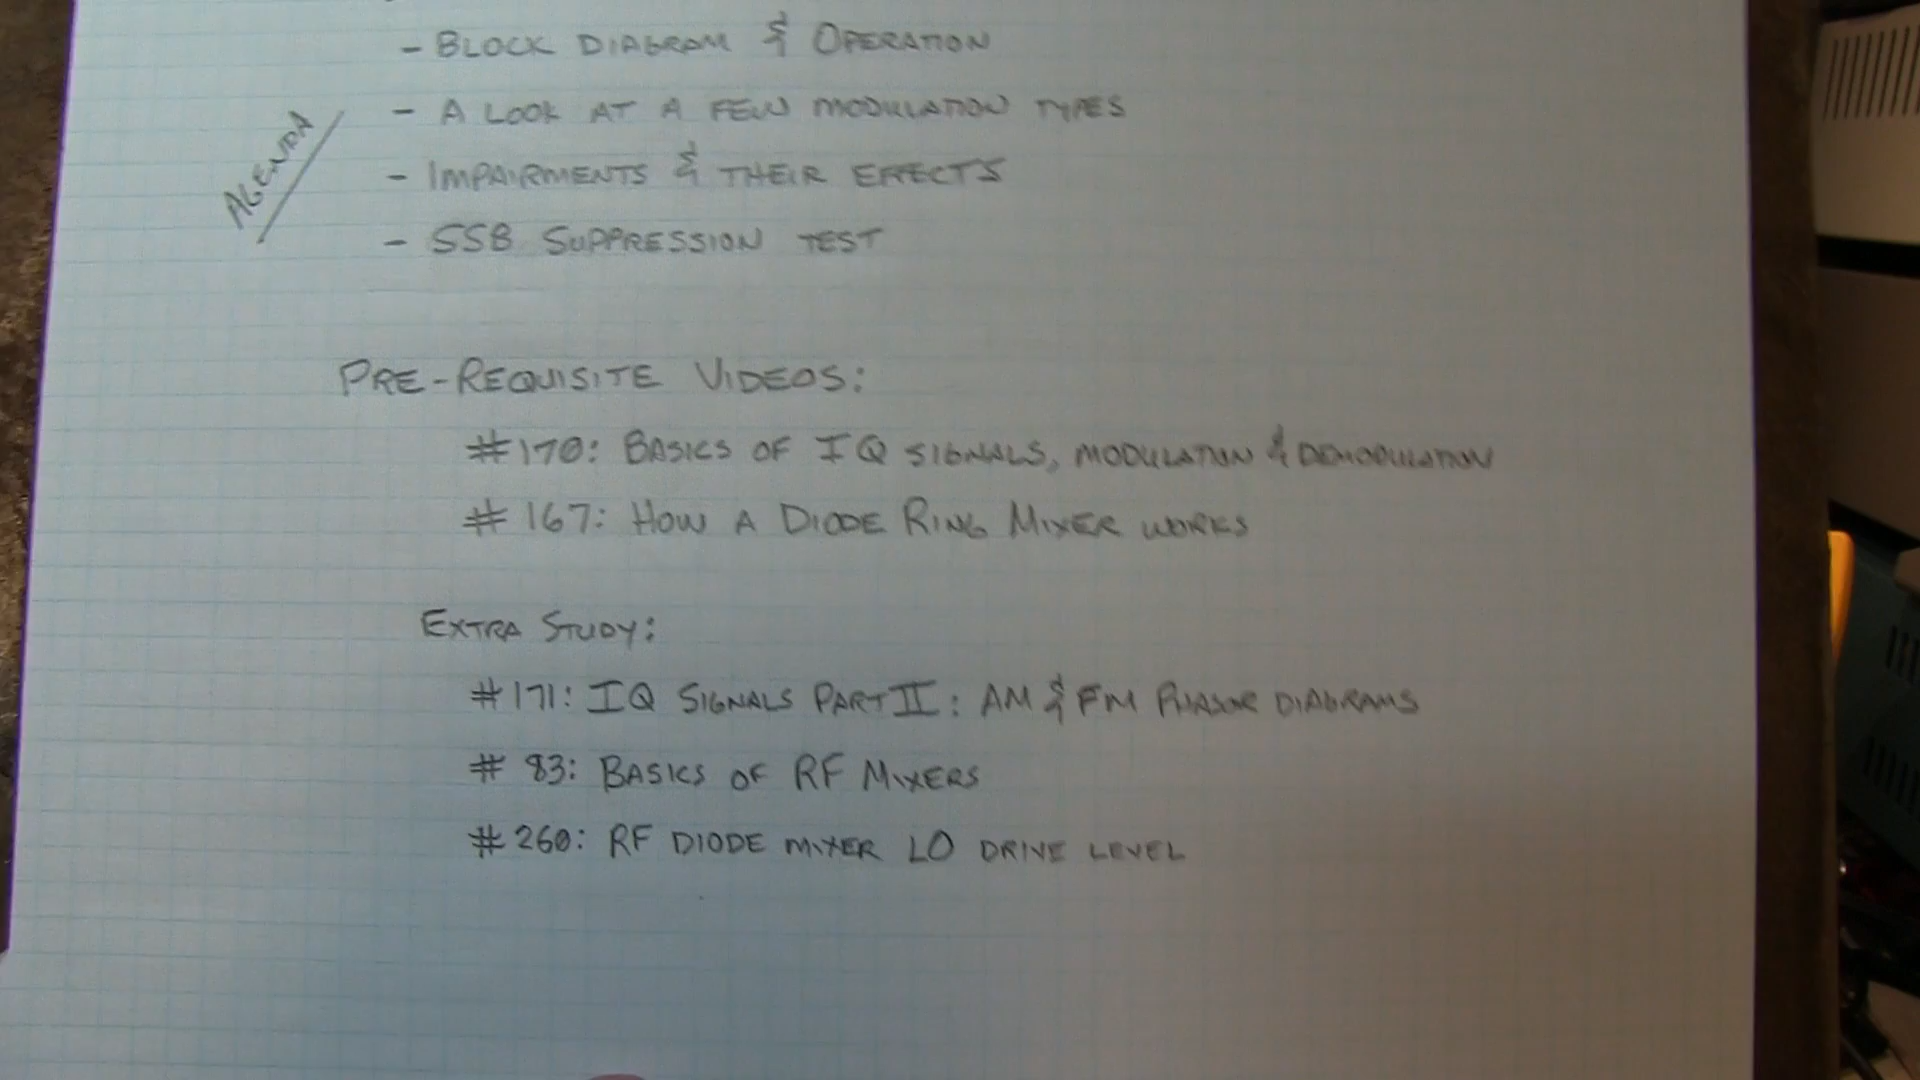 - BLOCK DIAGRAM & OPERATION
- A LOOK AT A FEW MODULATION TYPES
AGENDA
- IMPAIRMENTS & THEIR EFFECTS
- SSB SUPPRESSION TEST
PRE-REQUISITE VIDEOS:
#170: BASICS OF IQ SIGNALS, MODULATION & DEMODULATION
# 167: HOW A DIODE RING MIXER WORKS
EXTRA STUDY:
#171: IQ SIGNALS PART II: AM & FM PHASOR DIAGRAMS
# 83: BASICS OF RF MIXERS
# 260: RF DIODE MIXER LO DRIVE LEVEL